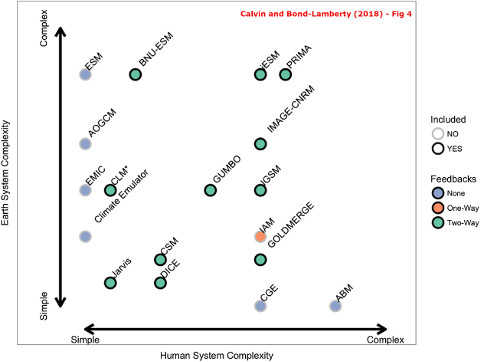 Calvin and Bond-Lamberty (2018) – Fig 4
Complex
Earth System Complexity
Simple
ESM
BNU-ESM
iESM
PRIMA
AOGCM
IMAGE-CNRM
EMIC
CLM*
GUMBO
IGSM
Climate Emulator
IAM
GOLDMERGE
CSM
Jarvis
DICE
CGE
ABM
Simple
Complex
Human System Complexity
Included
NO
YES
Feedbacks
None
One-Way
Two-Way